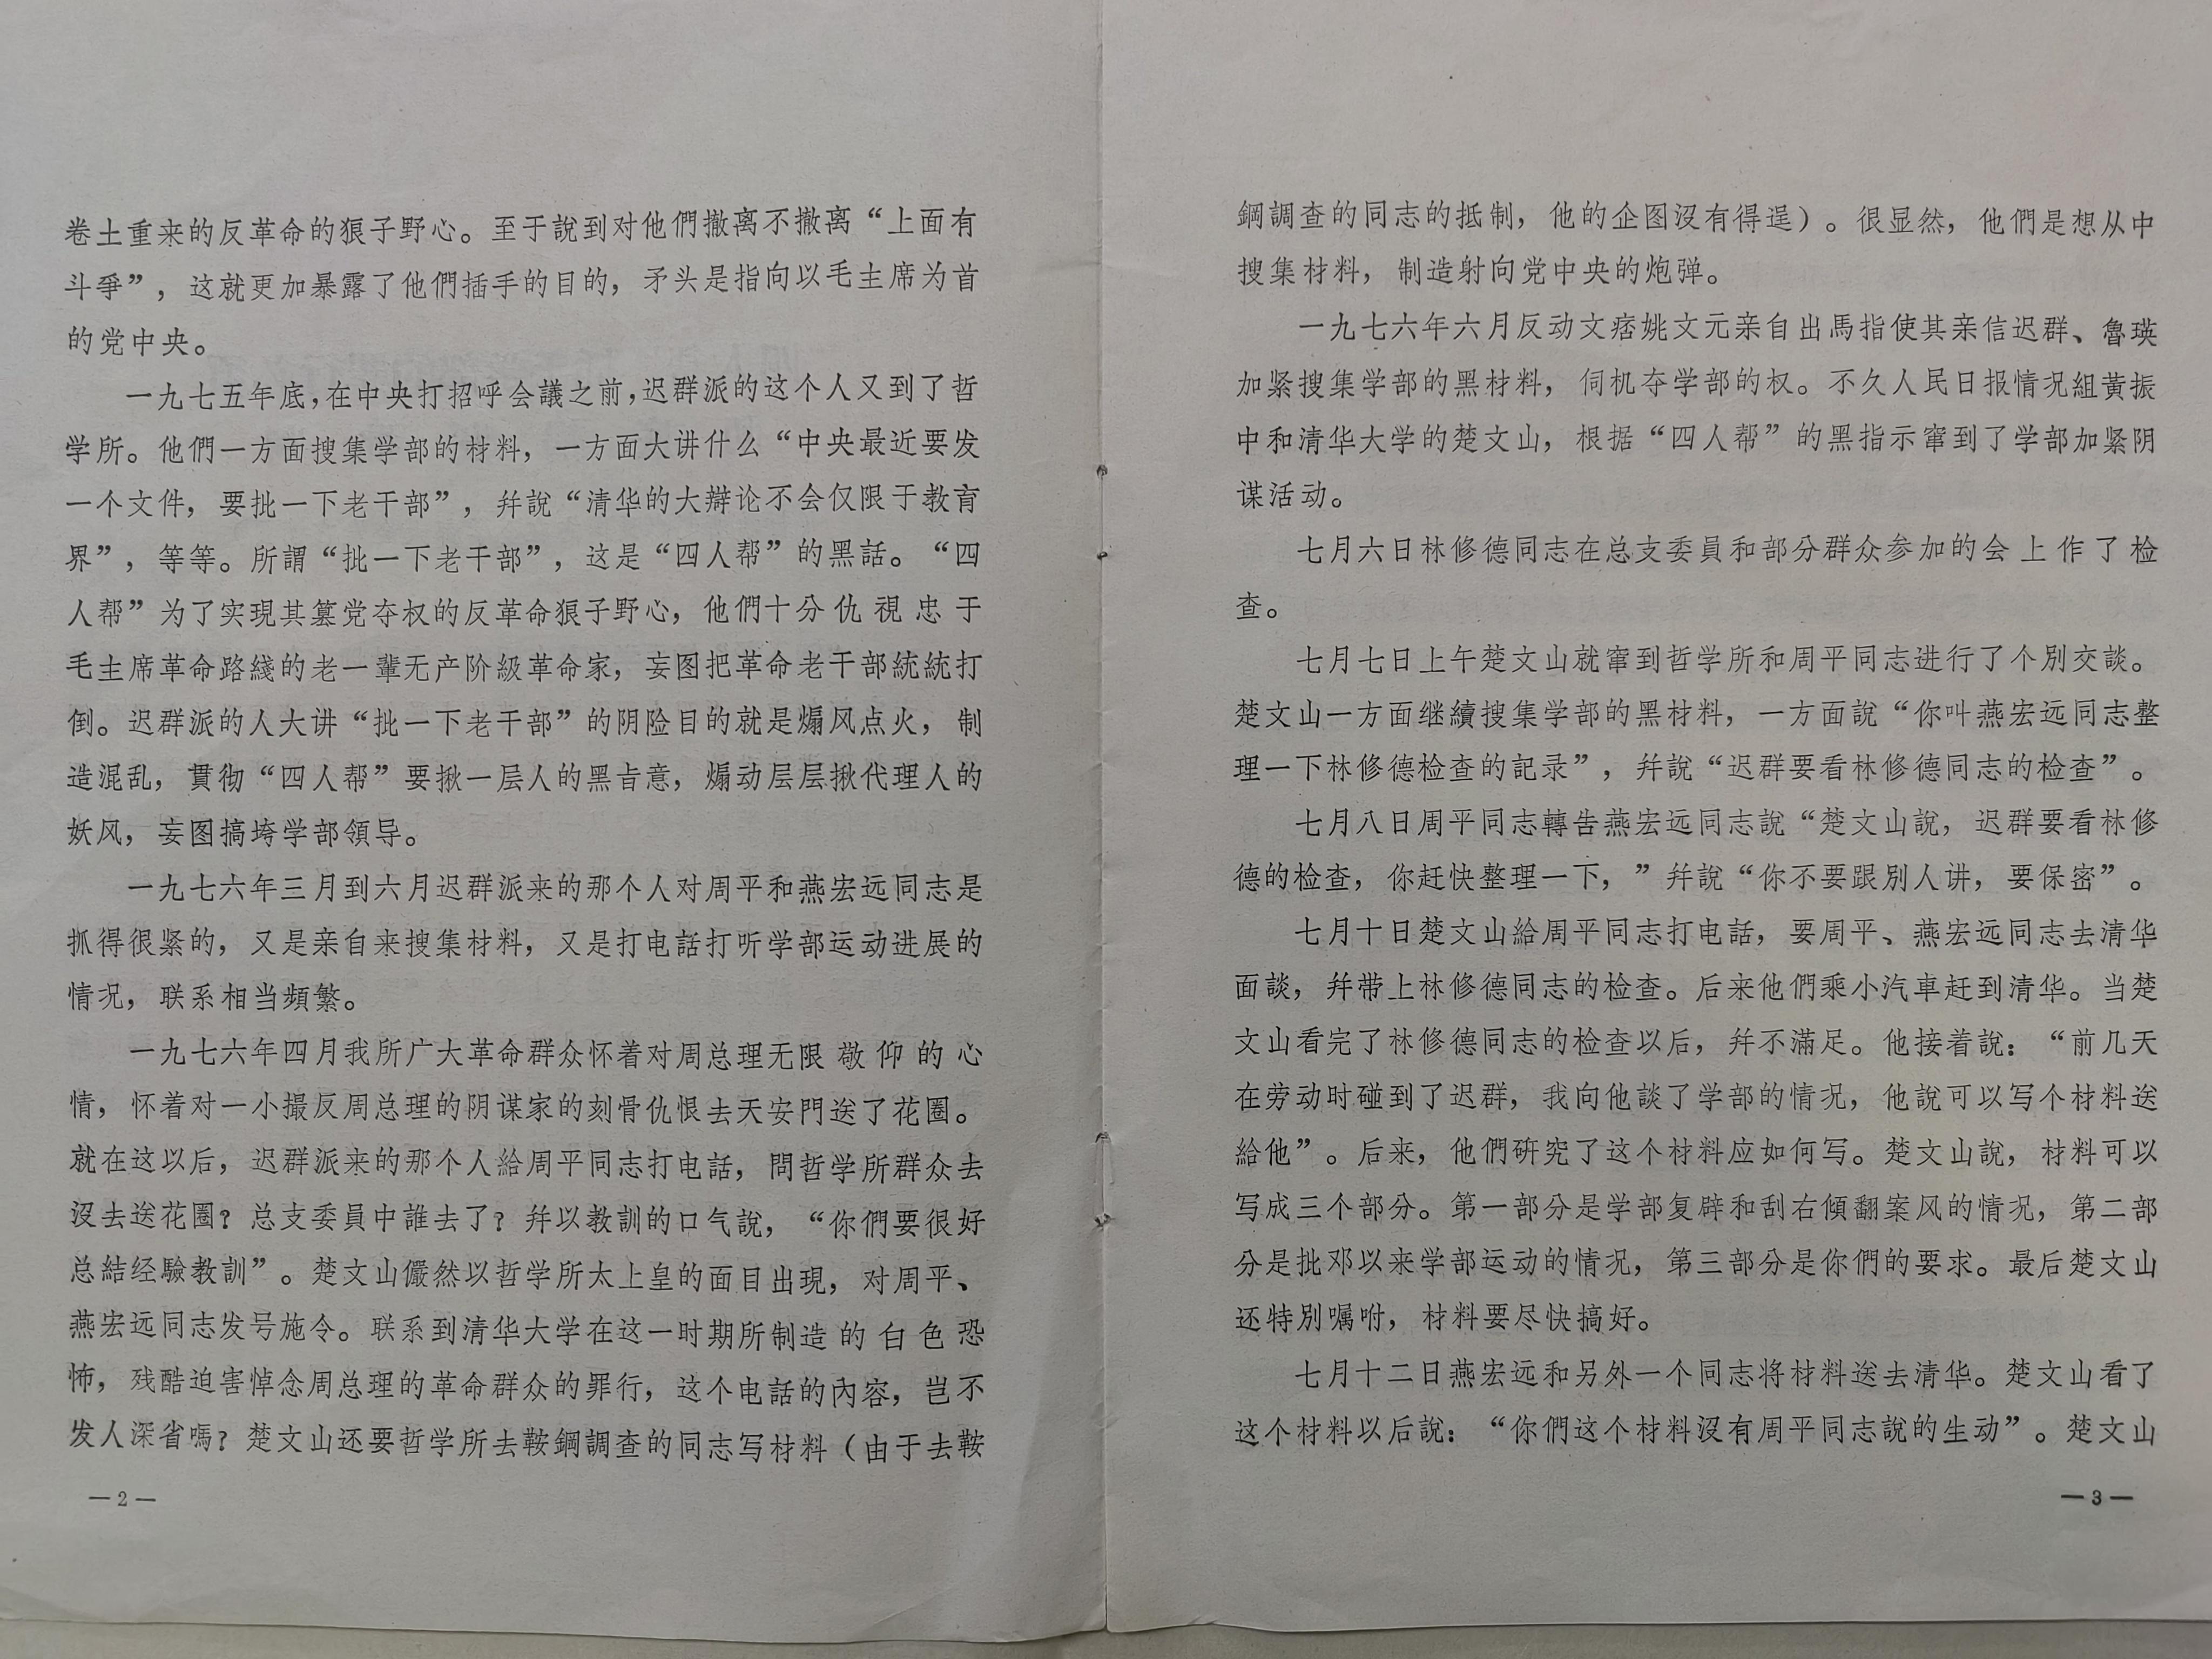 卷土重来的反革命的狠子野心。至于說到对他們撤离不撤离“上面有
斗爭”，这就更加暴露了他們插手的目的，矛头是指向以毛主席为首
的党中央。
一九七五年底，在中央打招呼会議之前，迟群派的这个人又到了哲
学所。他們一方面搜集学部的材料，一方面大讲什么“中央最近要发
一个文件，要批一下老干部”，幷說“清华的大辯论不会仅限于教育
界”，等等。所謂“批一下老干部”，这是“四人帮”的黑話。“四
人帮”为了实現其篡党夺权的反革命狠子野心，他們十分仇視忠于
毛主席革命路綫的老一輩无产阶級革命家，妄图把革命老干部統統打
倒。迟群派的人大讲“批一下老干部”的阴险目的就是煽风点火，制
造混乱，貫彻“四人帮”要揪一层人的黑旨意，煽动层层揪代理人的
妖风，妄图搞垮学部領导。
一九七六年三月到六月迟群派来的那个人对周平和燕宏远同志是
抓得很紧的，又是亲自来搜集材料，又是打电話打听学部运动进展的
情况，联系相当頻繁。
一九七六年四月我所广大革命群众怀着对周总理无限敬仰的心
情，怀着对一小撮反周总理的阴谋家的刻骨仇恨去天安門送了花圈。
就在这以后，迟群派来的那个人給周平同志打电話，問哲学所群众去
沒去送花圈？总支委員中誰去了？幷以教訓的口气說，“你們要很好
总結经驗教訓”。楚文山儼然以哲学所太上皇的面目出現，对周平、
燕宏远同志发号施令。联系到清华大学在这一时期所制造的白色恐
怖，残酷迫害悼念周总理的革命群众的罪行，这个电話的內容，岂不
发人深省嗎？楚文山还要哲学所去鞍鋼調查的同志写材料（由于去鞍
—2—
鋼調查的同志的抵制，他的企图沒有得逞）。很显然，他們是想从中
搜集材料，制造射向党中央的炮弹。
一九七六年六月反动文痞姚文元亲自出馬指使其亲信迟群、魯瑛
加紧搜集学部的黑材料，伺机夺学部的权。不久人民日报情况組黄振
中和清华大学的楚文山，根据“四人帮”的黑指示窜到了学部加紧阴
谋活动。
七月六日林修德同志在总支委員和部分群众参加的会上作了检
查。
七月七日上午楚文山就窜到哲学所和周平同志进行了个別交談。
楚文山一方面继續搜集学部的黑材料，一方面說“你叫燕宏远同志整
理一下林修德检查的記录”，幷說“迟群要看林修德同志的检查”。
七月八日周平同志轉告燕宏远同志說“楚文山說，迟群要看林修
德的检查，你赶快整理一下，”幷說“你不要跟別人讲，要保密”。
七月十日楚文山給周平同志打电話，要周平、燕宏远同志去清华
面談，幷带上林修德同志的检查。后来他們乘小汽車赶到清华。当楚
文山看完了林修德同志的检查以后，幷不滿足。他接着說：“前几天
在劳动时碰到了迟群，我向他談了学部的情况，他說可以写个材料送
給他”。后来，他們研究了这个材料应如何写。楚文山說，材料可以
写成三个部分。第一部分是学部复辟和刮右傾翻案风的情况，第二部
分是批邓以来学部运动的情况，第三部分是你們的要求。最后楚文山
还特別嘱咐，材料要尽快搞好。
七月十二日燕宏远和另外一个同志将材料送去清华。楚文山看了
这个材料以后說：“你們这个材料沒有周平同志說的生动”。楚文山
—3—